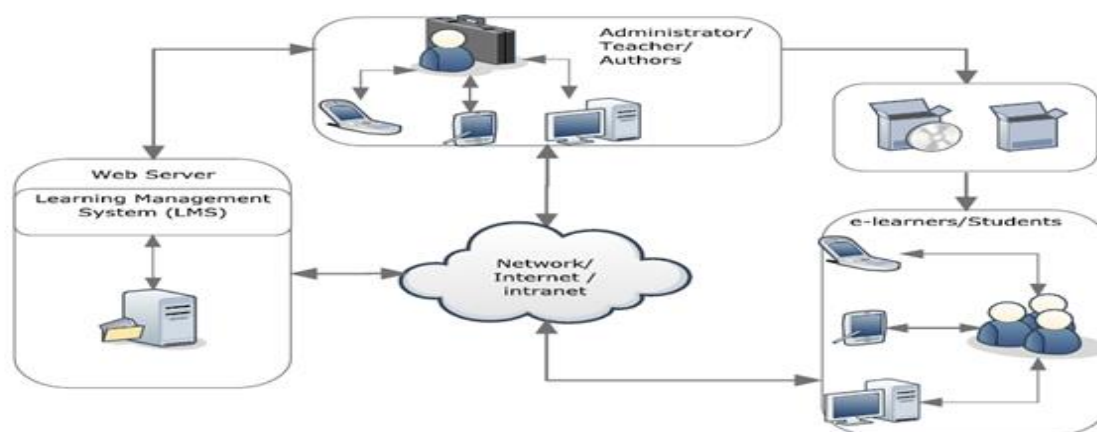 Administrator/
Teacher/
Authors
Web Server
Learning Management
System (LMS)
Network/
Internet /
intranet
e-learners/Students